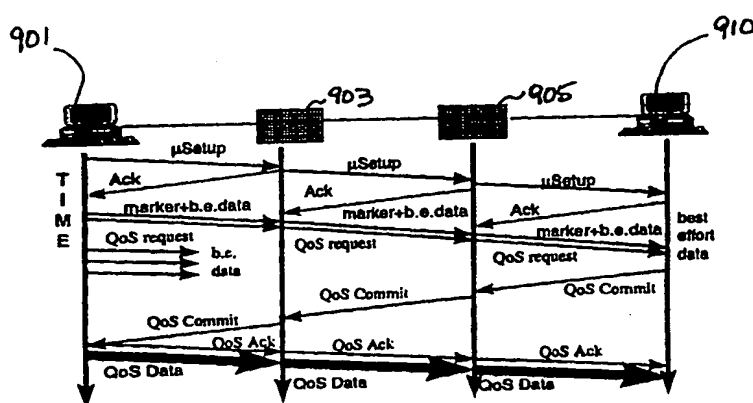 901
903
905
910
µSetup
µSetup
µSetup
Ack
Ack
Ack
TIME
marker+b.e.data
marker+b.e.data
marker+b.e.data
best
effort
data
QoS request
QoS request
QoS request
b.e.
data
QoS Commit
QoS Commit
QoS Commit
QoS Ack
QoS Ack
QoS Ack
QoS Data
QoS Data
QoS Data